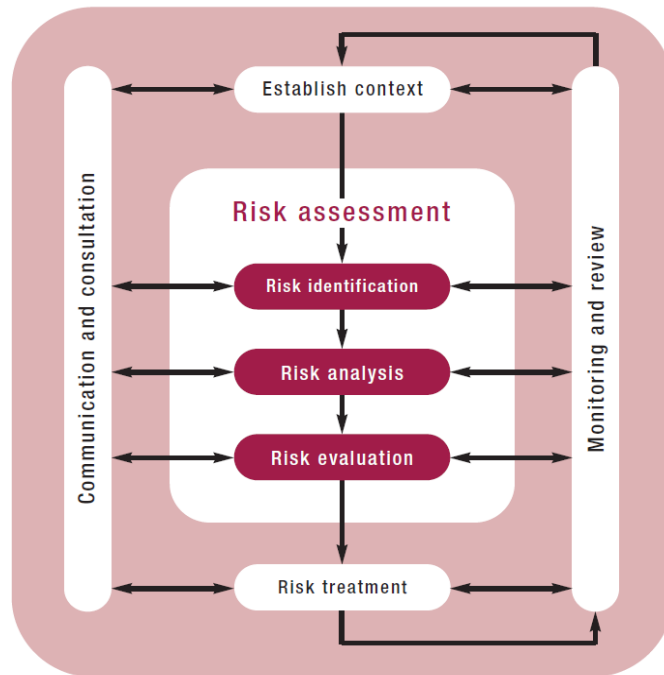 Establish context
Risk assessment
Risk identification
Risk analysis
Risk evaluation
Risk treatment
Communication and consultation
Monitoring and review